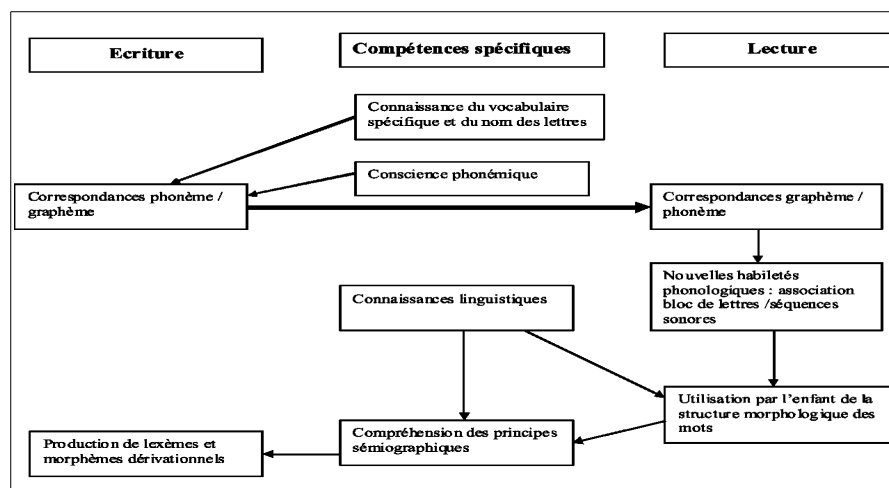 Ecriture
Compétences spécifiques
Lecture
Connaissance du vocabulaire
spécifique et du nom des lettres
Conscience phonémique
Correspondances phonème /
graphème
Correspondances graphème /
phonème
Nouvelles habiletés
phonologiques : association
bloc de lettres /séquences
sonores
Connaissances linguistiques
Utilisation par l'enfant de la
structure morphologique des
mots
Compréhension des principes
sémiographiques
Production de lexèmes et
morphèmes dérivationnels